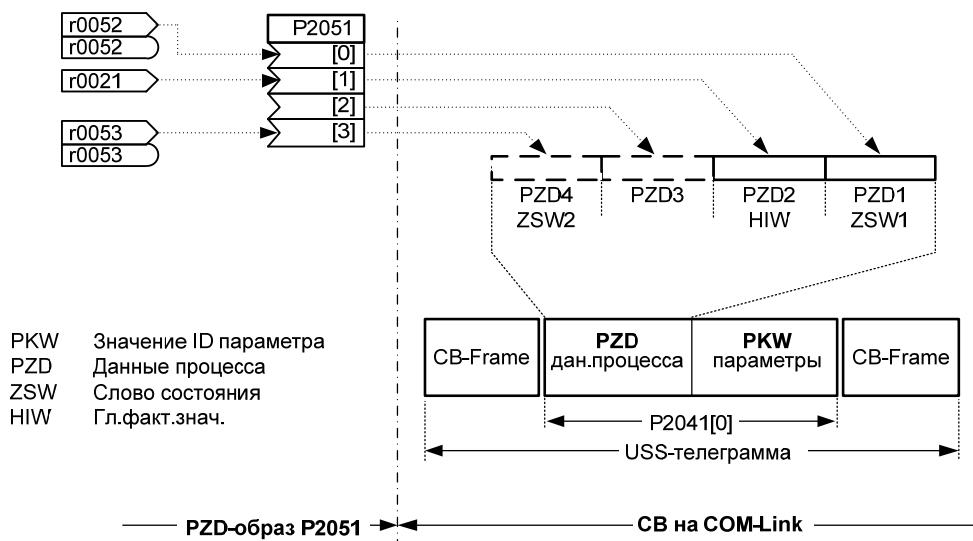 r0052
r0052
r0021
r0053
r0053
P2051
[0]
[1]
[2]
[3]
PZD4 PZD3 PZD2 PZD1
ZSW2 HIW ZSW1
CB-Frame
PZD
дан.процесса
PKW
параметры
CB-Frame
P2041[0]
USS-телеграмма
PKW Значение ID параметра
PZD Данные процесса
ZSW Слово состояния
HIW Гл.факт.знач.
PZD-образ P2051
CB на COM-Link